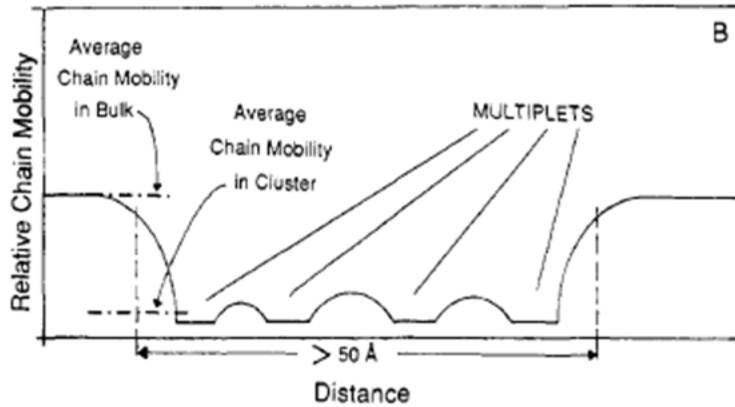 B
Average
Chain Mobility
in Bulk
Average
Chain Mobility
in Cluster
MULTIPLETS
Relative Chain Mobility
> 50 Å
Distance